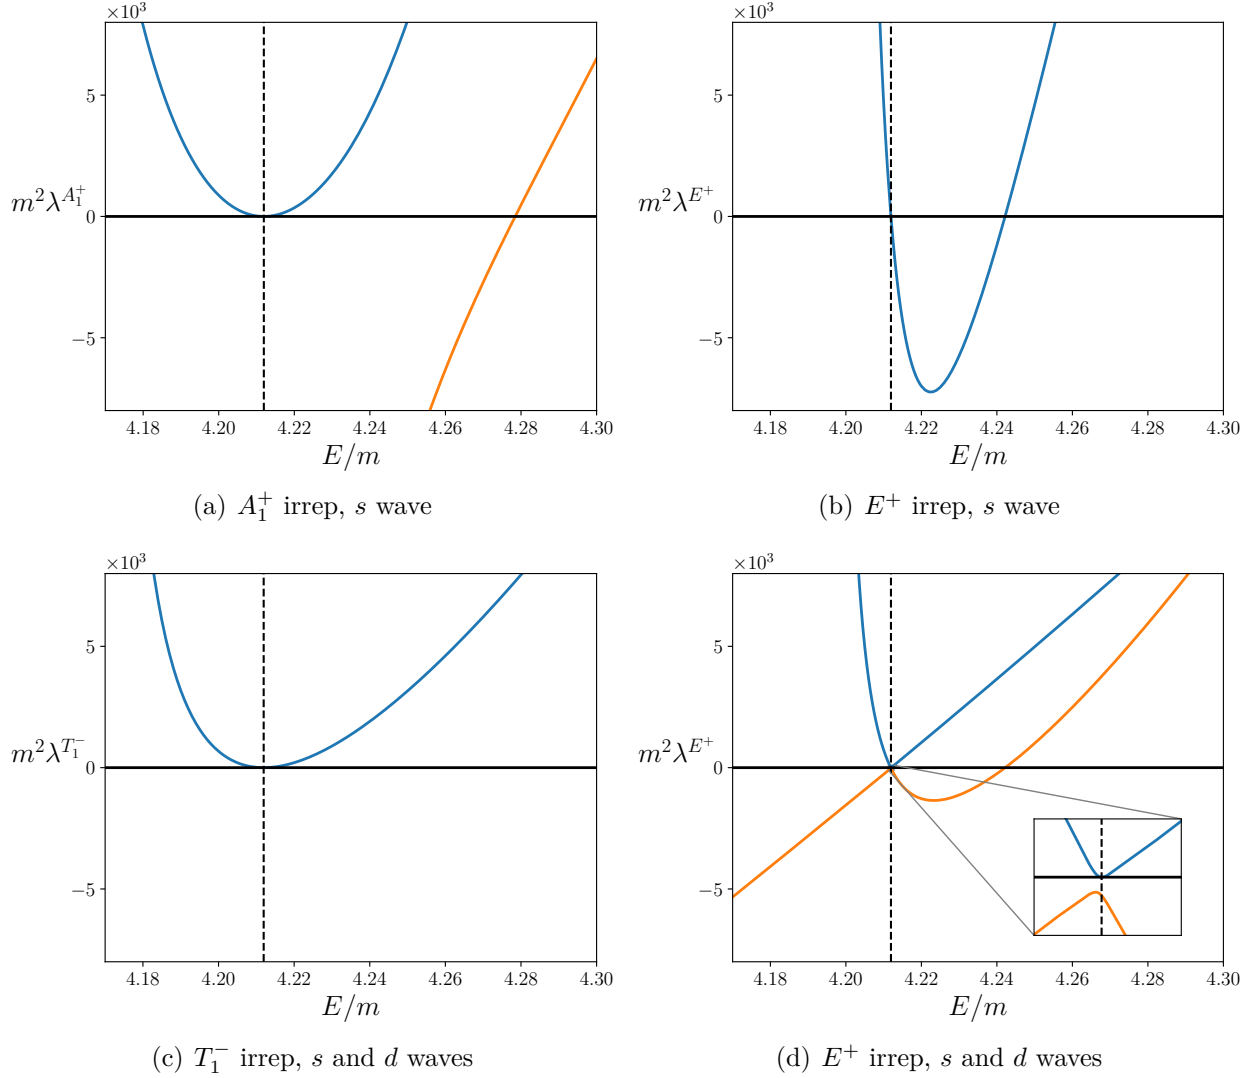 ×10³
5
m²λ^{A₁⁺}
0
−5
4.18 4.20 4.22 4.24 4.26 4.28 4.30
E/m
(a) A₁⁺ irrep, s wave
×10³
5
m²λ^{E⁺}
0
−5
4.18 4.20 4.22 4.24 4.26 4.28 4.30
E/m
(b) E⁺ irrep, s wave
×10³
5
m²λ^{T₁⁻}
0
−5
4.18 4.20 4.22 4.24 4.26 4.28 4.30
E/m
(c) T₁⁻ irrep, s and d waves
×10³
5
m²λ^{E⁺}
0
−5
4.18 4.20 4.22 4.24 4.26 4.28 4.30
E/m
(d) E⁺ irrep, s and d waves